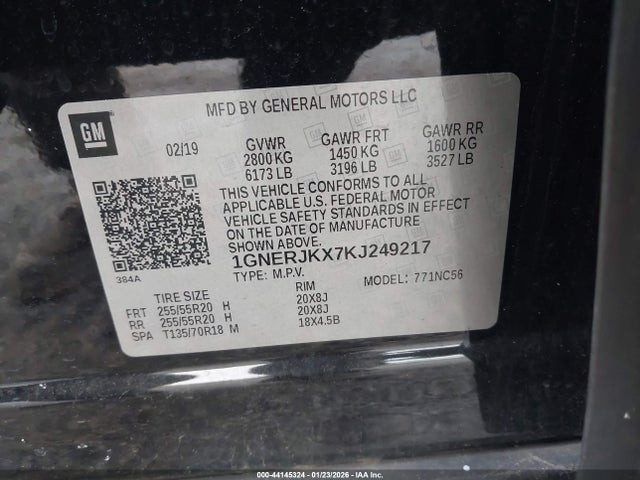 MFD BY GENERAL MOTORS LLC
GM
02/19 GVWR GAWR FRT GAWR RR
2800 KG 1450 KG 1600 KG
6173 LB 3196 LB 3527 LB
THIS VEHICLE CONFORMS TO ALL
APPLICABLE U.S. FEDERAL MOTOR
VEHICLE SAFETY STANDARDS IN EFFECT
ON THE DATE OF MANUFACTURE
SHOWN ABOVE.
1GNERJKX7KJ249217
384A
TYPE: M.P.V. MODEL: 771NC56
TIRE SIZE RIM
FRT 255/55R20 H 20X8J
RR 255/55R20 H 20X8J
SPA T135/70R18 M 18X4.5B
000-44145324 | 01/23/2026 - IAA Inc.